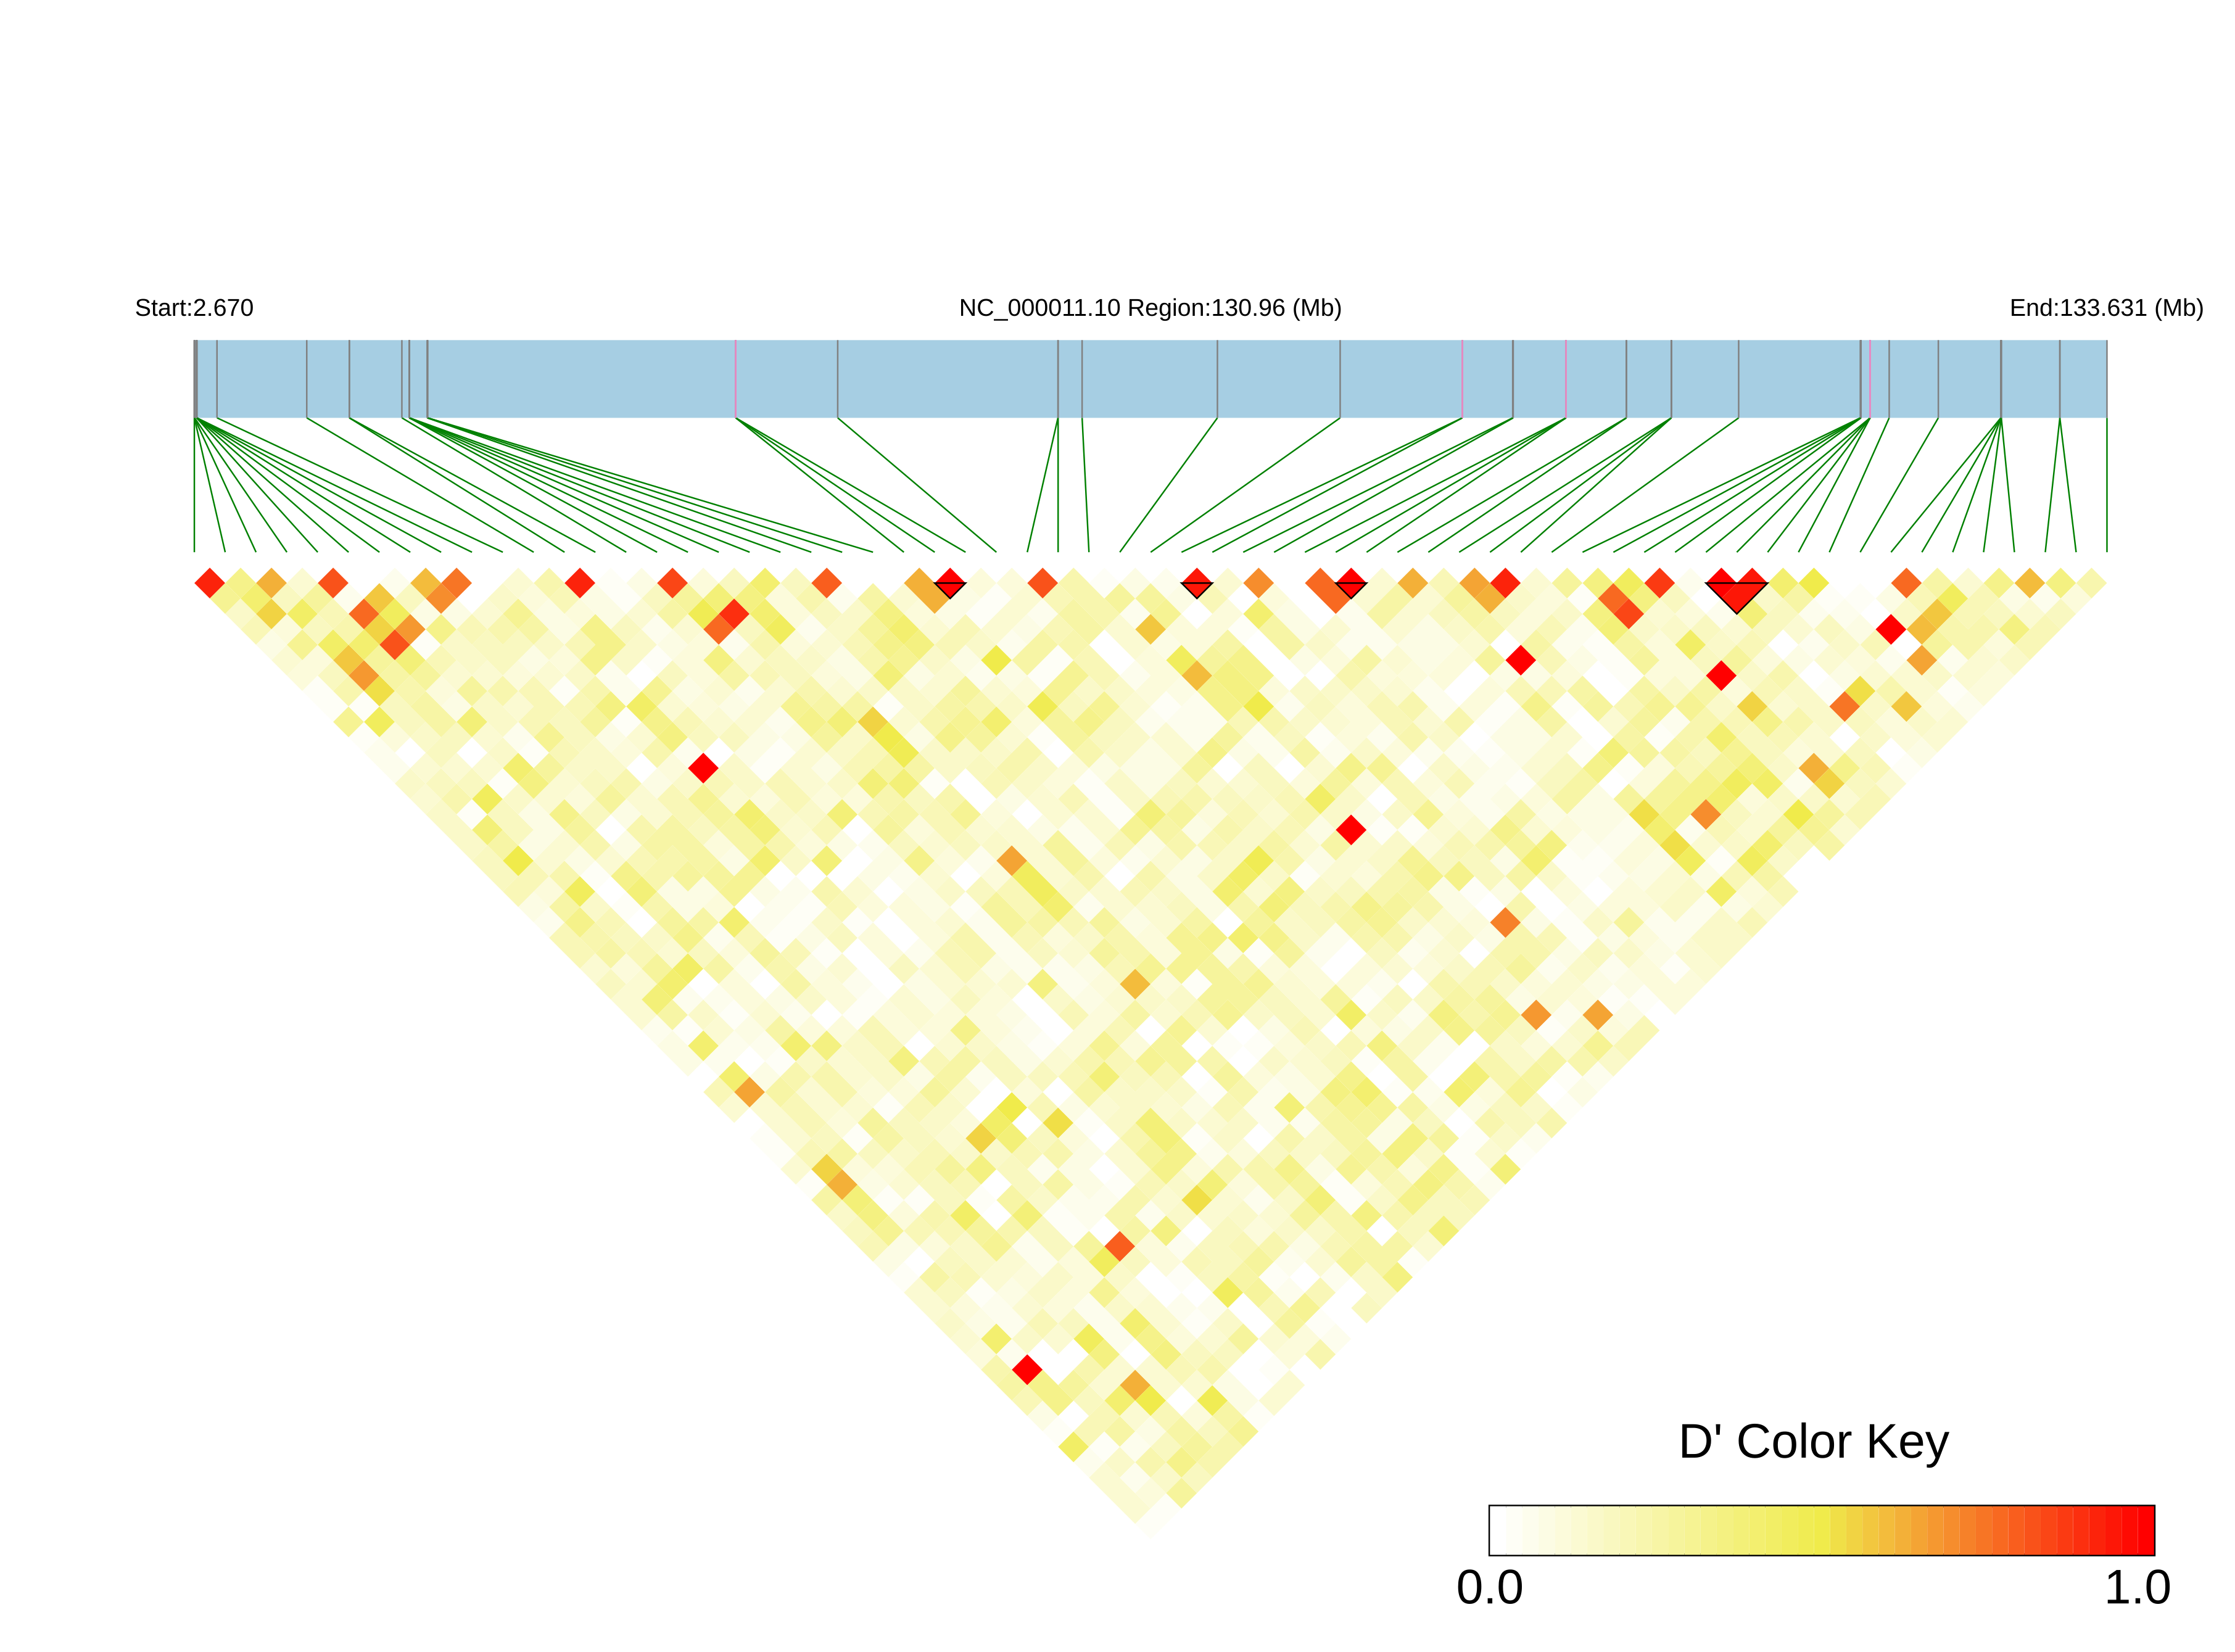 Start:2.670 NC_000011.10 Region:130.96 (Mb) End:133.631 (Mb)
D' Color Key
0.0 1.0